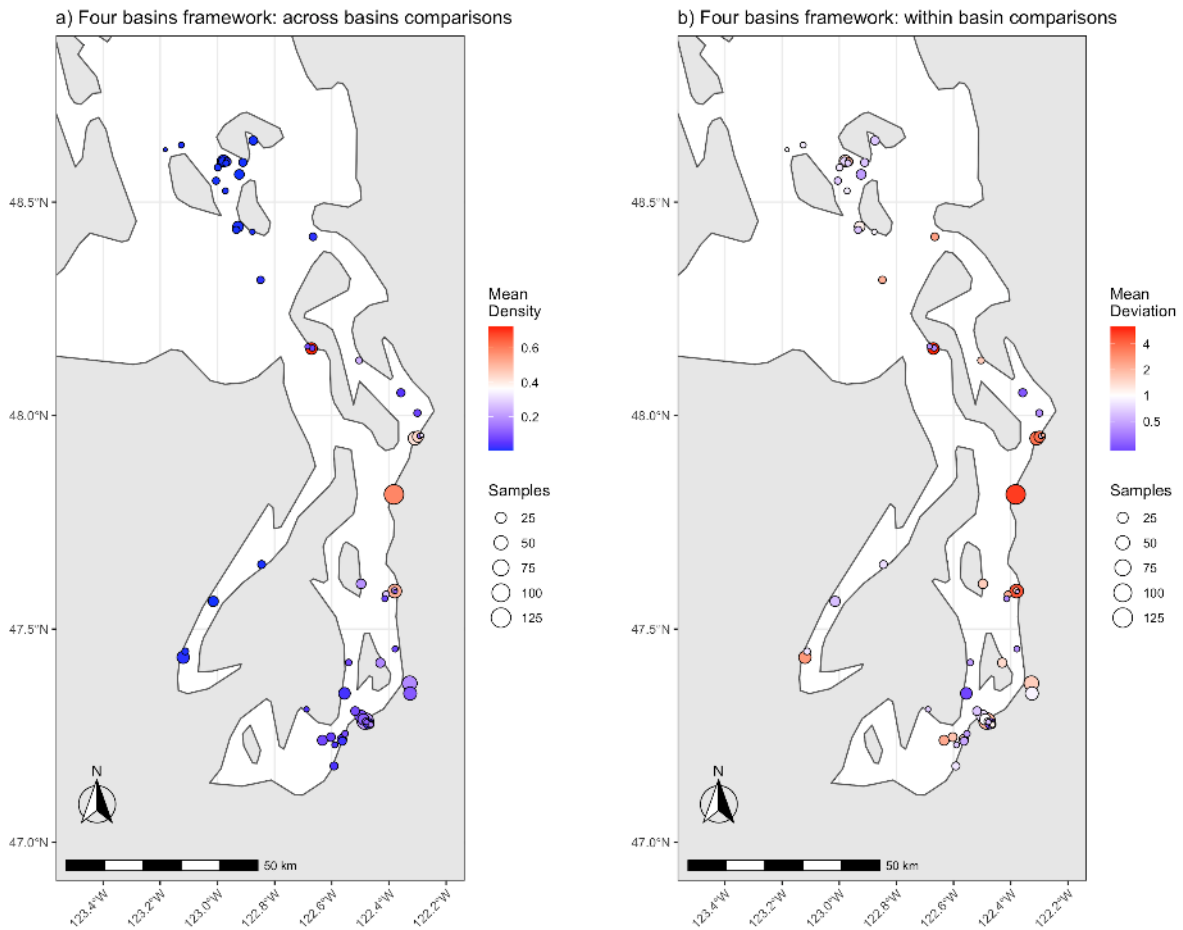 a) Four basins framework: across basins comparisons
48.5°N
48.0°N
47.5°N
47.0°N
N
50 km
123.4°W
123.2°W
123.0°W
122.8°W
122.6°W
122.4°W
122.2°W
Mean
Density
0.6
0.4
0.2
Samples
25
50
75
100
125
b) Four basins framework: within basin comparisons
48.5°N
48.0°N
47.5°N
47.0°N
N
50 km
123.4°W
123.2°W
123.0°W
122.8°W
122.6°W
122.4°W
122.2°W
Mean
Deviation
4
2
1
0.5
Samples
25
50
75
100
125